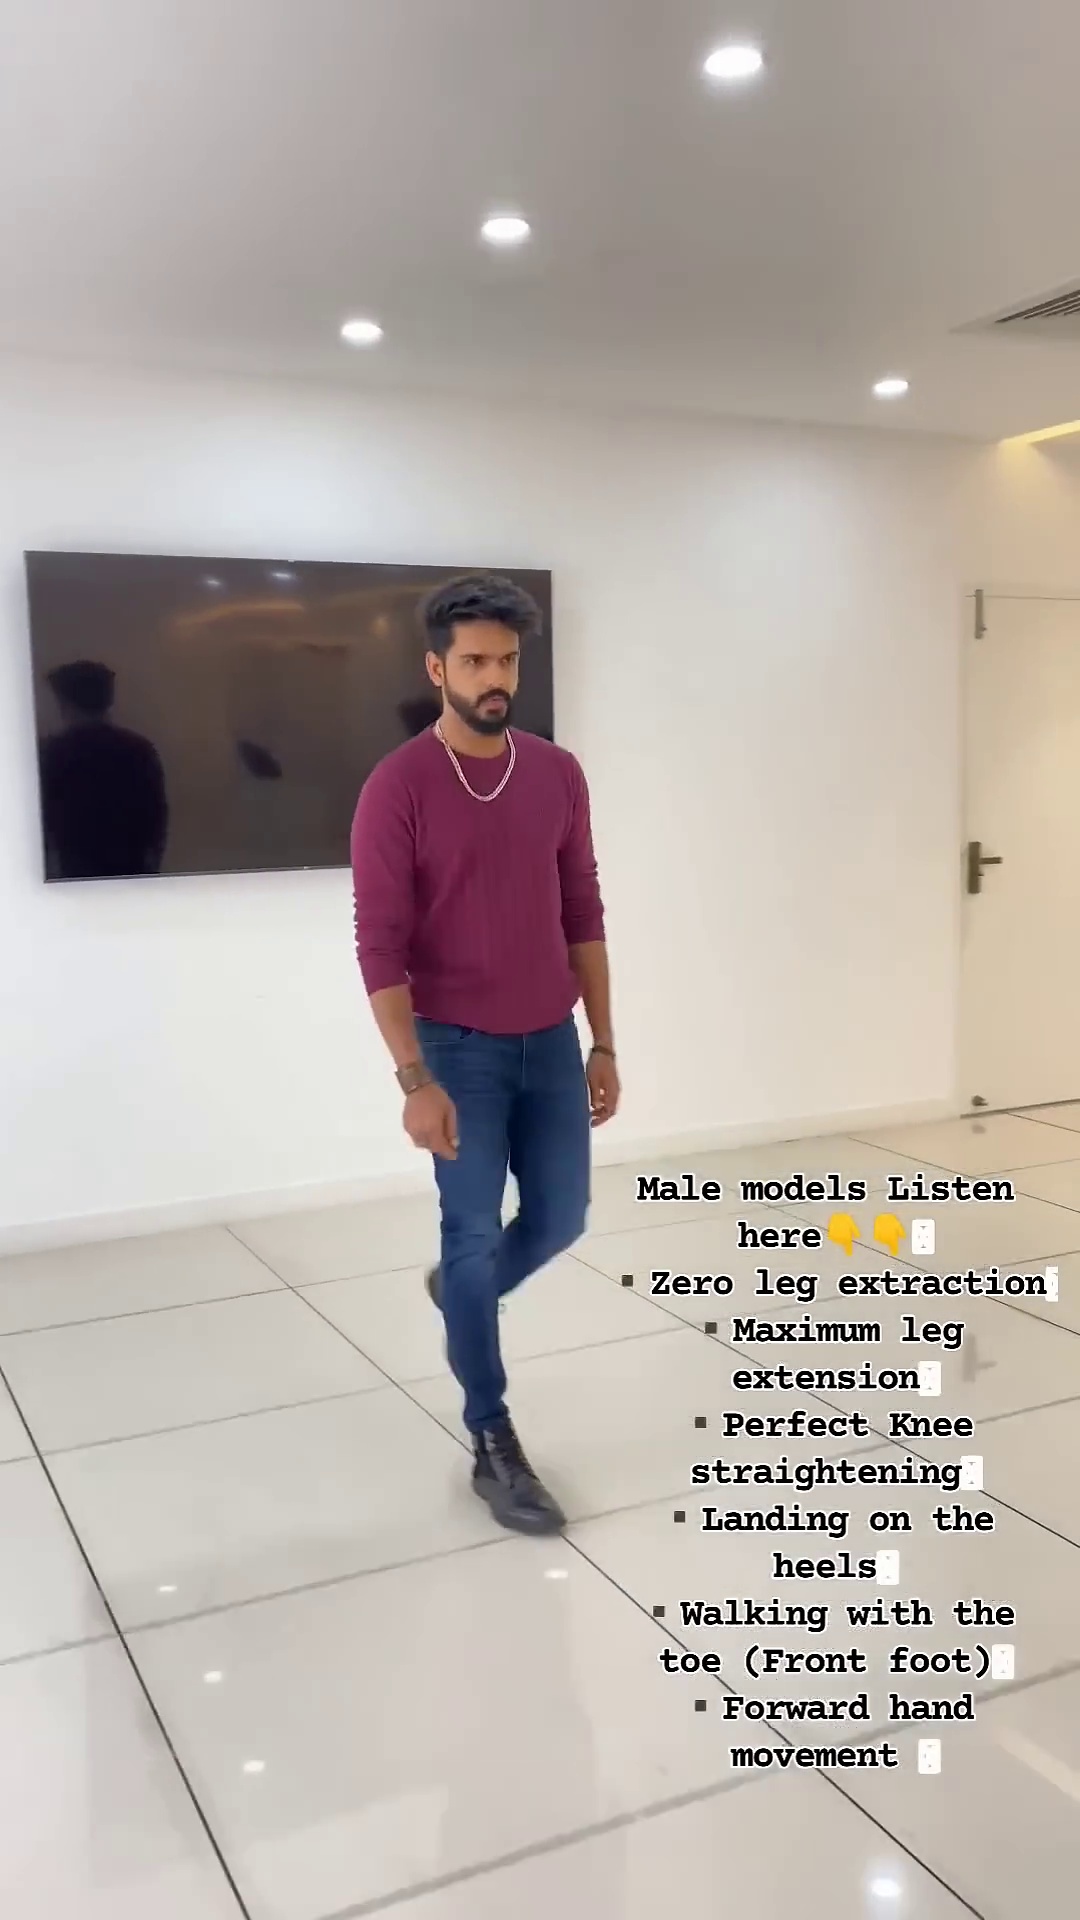 Male models Listen
here👇👇
▪ Zero leg extraction
▪ Maximum leg
extension
▪ Perfect Knee
straightening
▪ Landing on the
heels
▪ Walking with the
toe (Front foot)
▪ Forward hand
movement